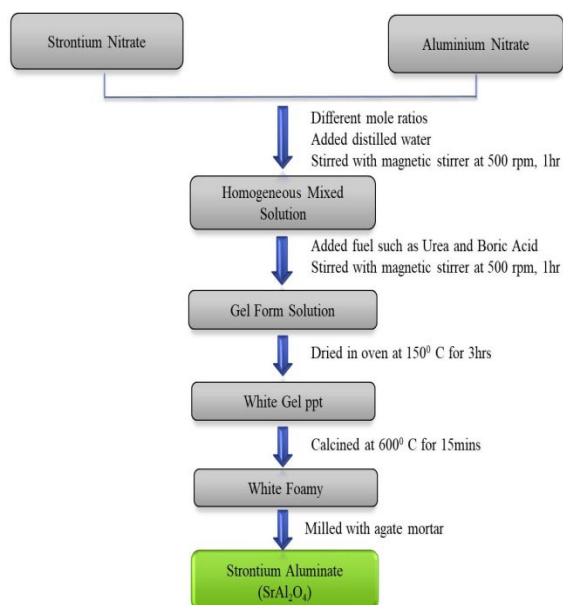 Strontium Nitrate
Aluminium Nitrate
Different mole ratios
Added distilled water
Stirred with magnetic stirrer at 500 rpm, 1hr
Homogeneous Mixed
Solution
Added fuel such as Urea and Boric Acid
Stirred with magnetic stirrer at 500 rpm, 1hr
Gel Form Solution
Dried in oven at 150⁰ C for 3hrs
White Gel ppt
Calcined at 600⁰ C for 15mins
White Foamy
Milled with agate mortar
Strontium Aluminate
(SrAl₂O₄)